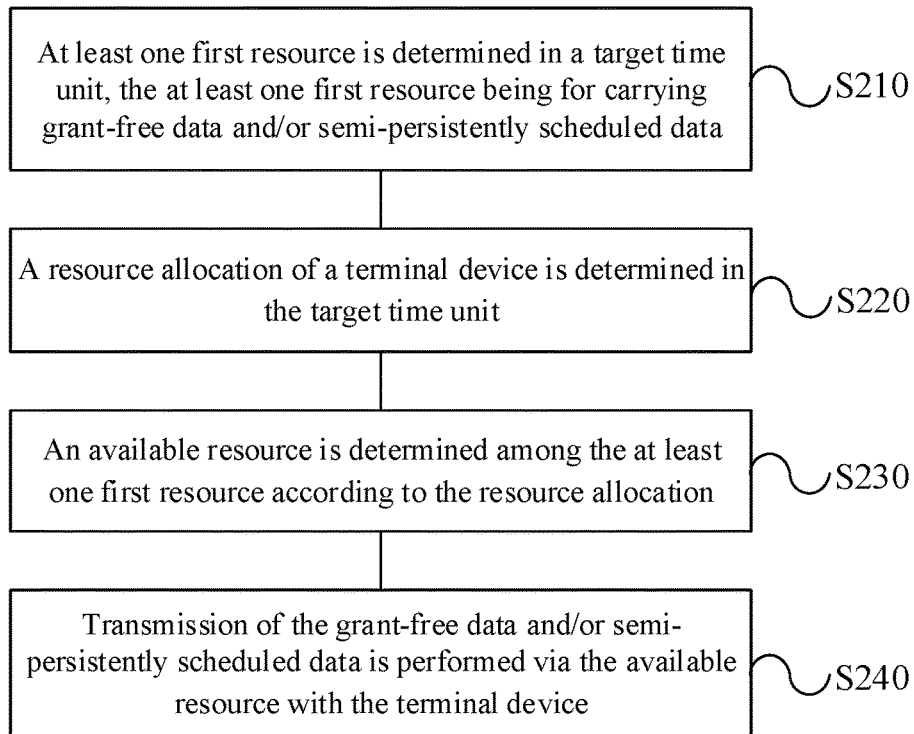 At least one first resource is determined in a target time
unit, the at least one first resource being for carrying
grant-free data and/or semi-persistently scheduled data
S210
A resource allocation of a terminal device is determined in
the target time unit
S220
An available resource is determined among the at least
one first resource according to the resource allocation
S230
Transmission of the grant-free data and/or semi-
persistently scheduled data is performed via the available
resource with the terminal device
S240